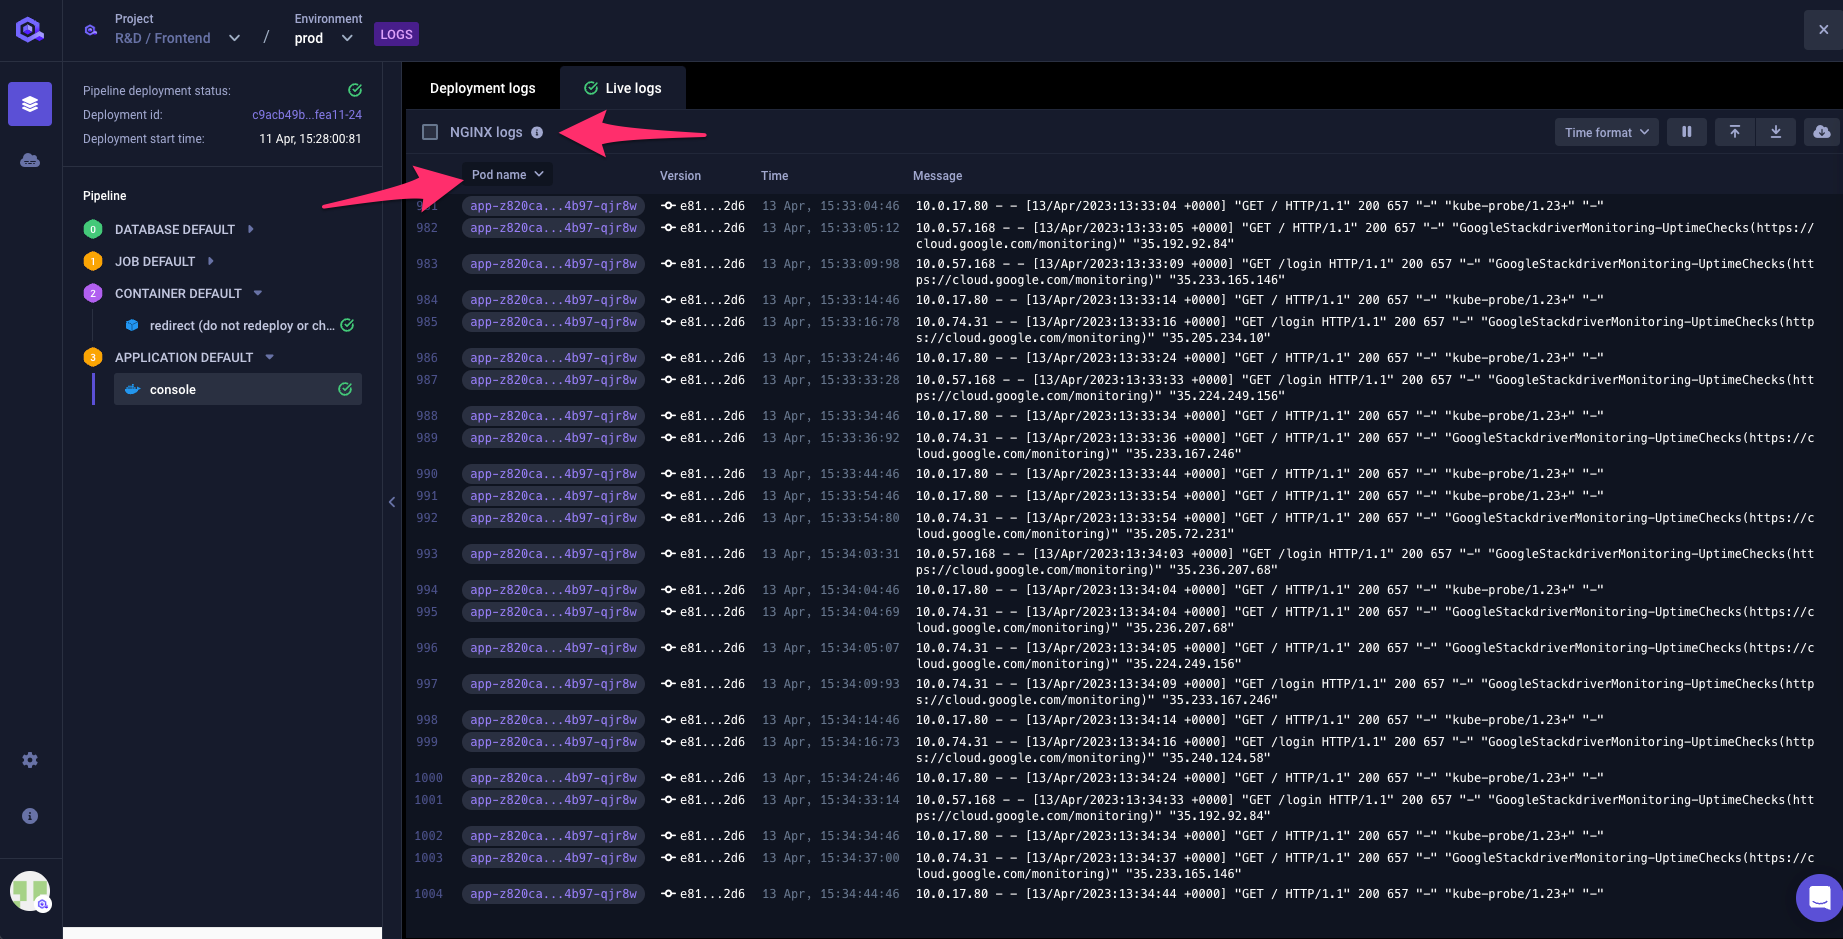 Project
R&D / Frontend
/
Environment
prod
LOGS
Pipeline deployment status:
Deployment id: c9acb49b...fea11-24
Deployment start time: 11 Apr, 15:28:00:81
Pipeline
0 DATABASE DEFAULT
1 JOB DEFAULT
2 CONTAINER DEFAULT
redirect (do not redeploy or ch...
3 APPLICATION DEFAULT
console
Deployment logs
Live logs
NGINX logs
Time format
Pod name Version Time Message
app-z820ca...4b97-qjr8w e81...2d6 13 Apr, 15:33:04:46 10.0.17.80 - - [13/Apr/2023:13:33:04 +0000] "GET / HTTP/1.1" 200 657 "-" "kube-probe/1.23+" "-"
982 app-z820ca...4b97-qjr8w e81...2d6 13 Apr, 15:33:05:12 10.0.57.168 - - [13/Apr/2023:13:33:05 +0000] "GET / HTTP/1.1" 200 657 "-" "GoogleStackdriverMonitoring-UptimeChecks(https://
cloud.google.com/monitoring)" "35.192.92.84"
983 app-z820ca...4b97-qjr8w e81...2d6 13 Apr, 15:33:09:98 10.0.57.168 - - [13/Apr/2023:13:33:09 +0000] "GET /login HTTP/1.1" 200 657 "-" "GoogleStackdriverMonitoring-UptimeChecks(htt
ps://cloud.google.com/monitoring)" "35.233.165.146"
984 app-z820ca...4b97-qjr8w e81...2d6 13 Apr, 15:33:14:46 10.0.17.80 - - [13/Apr/2023:13:33:14 +0000] "GET / HTTP/1.1" 200 657 "-" "kube-probe/1.23+" "-"
985 app-z820ca...4b97-qjr8w e81...2d6 13 Apr, 15:33:16:78 10.0.74.31 - - [13/Apr/2023:13:33:16 +0000] "GET /login HTTP/1.1" 200 657 "-" "GoogleStackdriverMonitoring-UptimeChecks(http
s://cloud.google.com/monitoring)" "35.205.234.10"
986 app-z820ca...4b97-qjr8w e81...2d6 13 Apr, 15:33:24:46 10.0.17.80 - - [13/Apr/2023:13:33:24 +0000] "GET / HTTP/1.1" 200 657 "-" "kube-probe/1.23+" "-"
987 app-z820ca...4b97-qjr8w e81...2d6 13 Apr, 15:33:33:28 10.0.57.168 - - [13/Apr/2023:13:33:33 +0000] "GET /login HTTP/1.1" 200 657 "-" "GoogleStackdriverMonitoring-UptimeChecks(htt
ps://cloud.google.com/monitoring)" "35.224.249.156"
988 app-z820ca...4b97-qjr8w e81...2d6 13 Apr, 15:33:34:46 10.0.17.80 - - [13/Apr/2023:13:33:34 +0000] "GET / HTTP/1.1" 200 657 "-" "kube-probe/1.23+" "-"
989 app-z820ca...4b97-qjr8w e81...2d6 13 Apr, 15:33:36:92 10.0.74.31 - - [13/Apr/2023:13:33:36 +0000] "GET / HTTP/1.1" 200 657 "-" "GoogleStackdriverMonitoring-UptimeChecks(https://c
loud.google.com/monitoring)" "35.233.167.246"
990 app-z820ca...4b97-qjr8w e81...2d6 13 Apr, 15:33:44:46 10.0.17.80 - - [13/Apr/2023:13:33:44 +0000] "GET / HTTP/1.1" 200 657 "-" "kube-probe/1.23+" "-"
991 app-z820ca...4b97-qjr8w e81...2d6 13 Apr, 15:33:54:46 10.0.17.80 - - [13/Apr/2023:13:33:54 +0000] "GET / HTTP/1.1" 200 657 "-" "kube-probe/1.23+" "-"
992 app-z820ca...4b97-qjr8w e81...2d6 13 Apr, 15:33:54:80 10.0.74.31 - - [13/Apr/2023:13:33:54 +0000] "GET / HTTP/1.1" 200 657 "-" "GoogleStackdriverMonitoring-UptimeChecks(https://c
loud.google.com/monitoring)" "35.205.72.231"
993 app-z820ca...4b97-qjr8w e81...2d6 13 Apr, 15:34:03:31 10.0.57.168 - - [13/Apr/2023:13:34:03 +0000] "GET /login HTTP/1.1" 200 657 "-" "GoogleStackdriverMonitoring-UptimeChecks(htt
ps://cloud.google.com/monitoring)" "35.236.207.68"
994 app-z820ca...4b97-qjr8w e81...2d6 13 Apr, 15:34:04:46 10.0.17.80 - - [13/Apr/2023:13:34:04 +0000] "GET / HTTP/1.1" 200 657 "-" "kube-probe/1.23+" "-"
995 app-z820ca...4b97-qjr8w e81...2d6 13 Apr, 15:34:04:69 10.0.74.31 - - [13/Apr/2023:13:34:04 +0000] "GET / HTTP/1.1" 200 657 "-" "GoogleStackdriverMonitoring-UptimeChecks(https://c
loud.google.com/monitoring)" "35.236.207.68"
996 app-z820ca...4b97-qjr8w e81...2d6 13 Apr, 15:34:05:07 10.0.74.31 - - [13/Apr/2023:13:34:05 +0000] "GET / HTTP/1.1" 200 657 "-" "GoogleStackdriverMonitoring-UptimeChecks(https://c
loud.google.com/monitoring)" "35.224.249.156"
997 app-z820ca...4b97-qjr8w e81...2d6 13 Apr, 15:34:09:93 10.0.74.31 - - [13/Apr/2023:13:34:09 +0000] "GET /login HTTP/1.1" 200 657 "-" "GoogleStackdriverMonitoring-UptimeChecks(http
s://cloud.google.com/monitoring)" "35.233.167.246"
998 app-z820ca...4b97-qjr8w e81...2d6 13 Apr, 15:34:14:46 10.0.17.80 - - [13/Apr/2023:13:34:14 +0000] "GET / HTTP/1.1" 200 657 "-" "kube-probe/1.23+" "-"
999 app-z820ca...4b97-qjr8w e81...2d6 13 Apr, 15:34:16:73 10.0.74.31 - - [13/Apr/2023:13:34:16 +0000] "GET /login HTTP/1.1" 200 657 "-" "GoogleStackdriverMonitoring-UptimeChecks(http
s://cloud.google.com/monitoring)" "35.240.124.58"
1000 app-z820ca...4b97-qjr8w e81...2d6 13 Apr, 15:34:24:46 10.0.17.80 - - [13/Apr/2023:13:34:24 +0000] "GET / HTTP/1.1" 200 657 "-" "kube-probe/1.23+" "-"
1001 app-z820ca...4b97-qjr8w e81...2d6 13 Apr, 15:34:33:14 10.0.57.168 - - [13/Apr/2023:13:34:33 +0000] "GET /login HTTP/1.1" 200 657 "-" "GoogleStackdriverMonitoring-UptimeChecks(htt
ps://cloud.google.com/monitoring)" "35.192.92.84"
1002 app-z820ca...4b97-qjr8w e81...2d6 13 Apr, 15:34:34:46 10.0.17.80 - - [13/Apr/2023:13:34:34 +0000] "GET / HTTP/1.1" 200 657 "-" "kube-probe/1.23+" "-"
1003 app-z820ca...4b97-qjr8w e81...2d6 13 Apr, 15:34:37:00 10.0.74.31 - - [13/Apr/2023:13:34:37 +0000] "GET / HTTP/1.1" 200 657 "-" "GoogleStackdriverMonitoring-UptimeChecks(https://c
loud.google.com/monitoring)" "35.233.165.146"
1004 app-z820ca...4b97-qjr8w e81...2d6 13 Apr, 15:34:44:46 10.0.17.80 - - [13/Apr/2023:13:34:44 +0000] "GET / HTTP/1.1" 200 657 "-" "kube-probe/1.23+" "-"